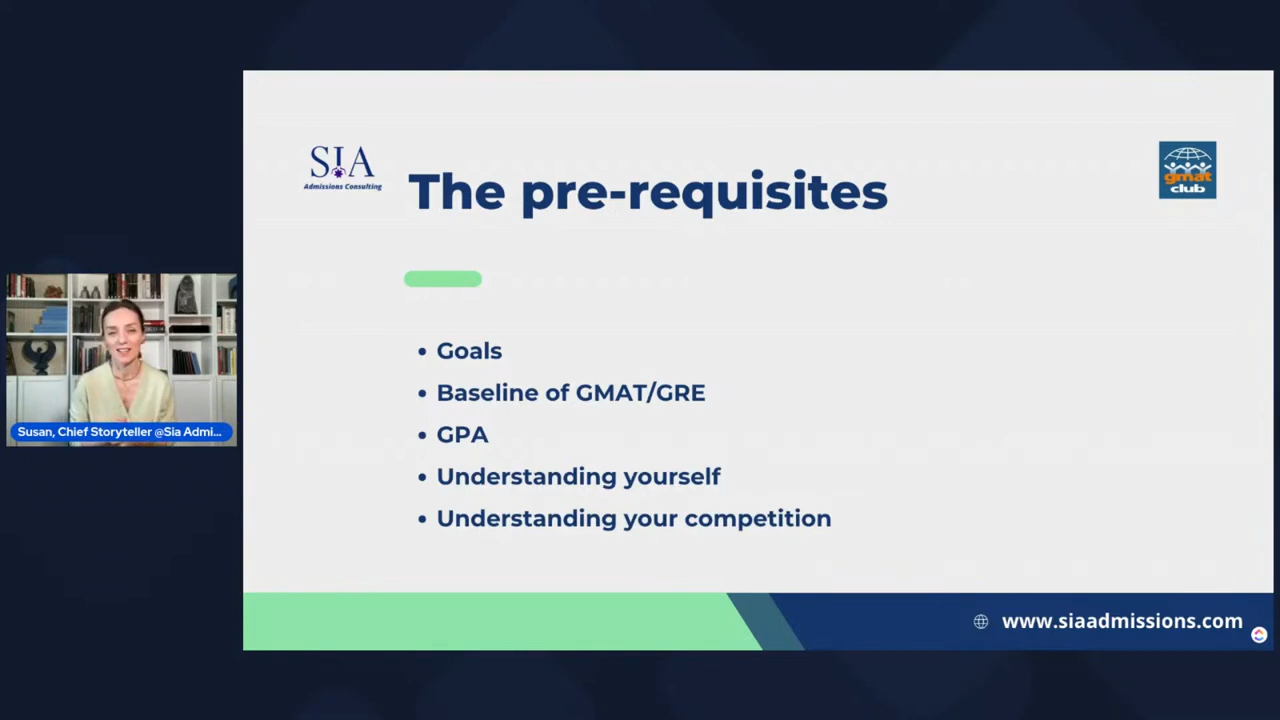 SIA
Admissions Consulting
The pre-requisites
gmat
club
• Goals
• Baseline of GMAT/GRE
• GPA
• Understanding yourself
• Understanding your competition
Susan, Chief Storyteller @Sia Admi...
www.siaadmissions.com